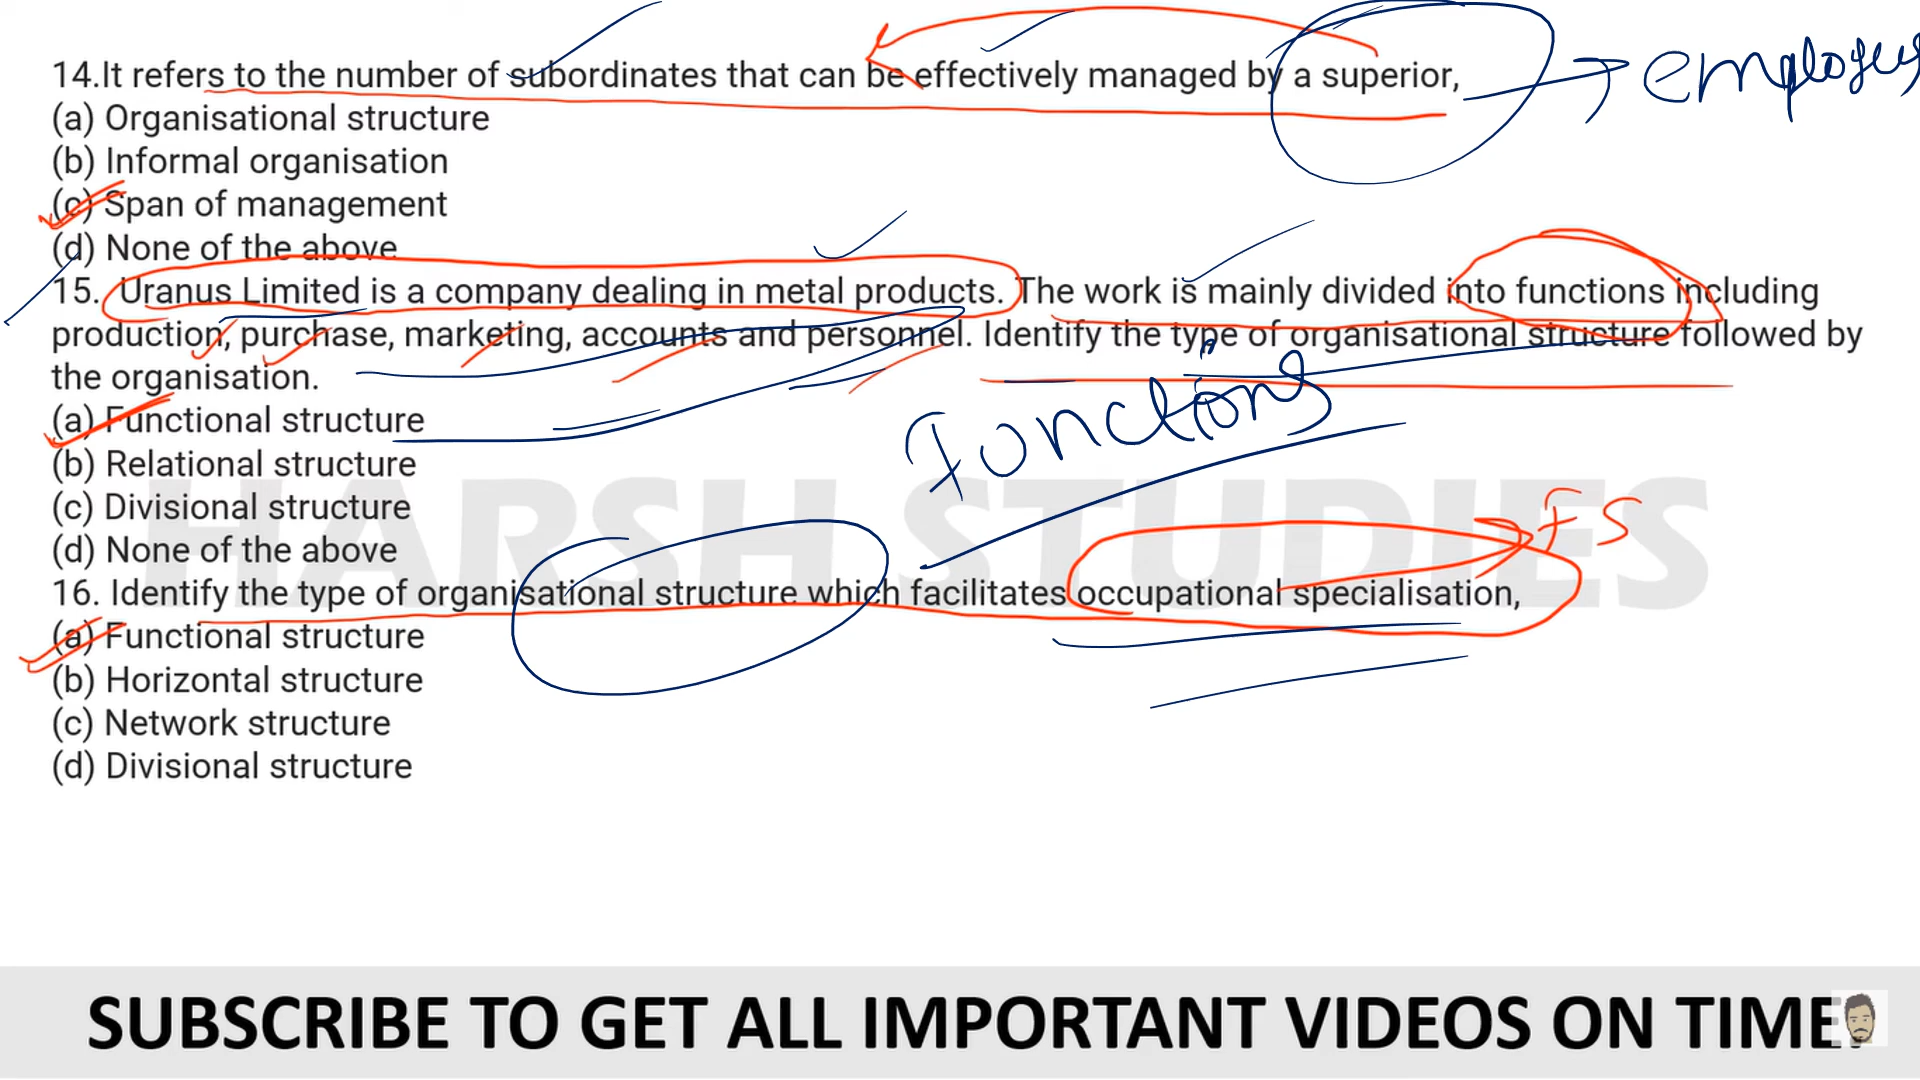 14.It refers to the number of subordinates that can be effectively managed by a superior,
employees
(a) Organisational structure
(b) Informal organisation
(c) Span of management
(d) None of the above
15. Uranus Limited is a company dealing in metal products. The work is mainly divided into functions including
production, purchase, marketing, accounts and personnel. Identify the type of organisational structure followed by
the organisation.
(a) Functional structure
Functions
(b) Relational structure
(c) Divisional structure
FS
(d) None of the above
HARSH STUDIES
16. Identify the type of organisational structure which facilitates occupational specialisation,
(a) Functional structure
(b) Horizontal structure
(c) Network structure
(d) Divisional structure
SUBSCRIBE TO GET ALL IMPORTANT VIDEOS ON TIME.